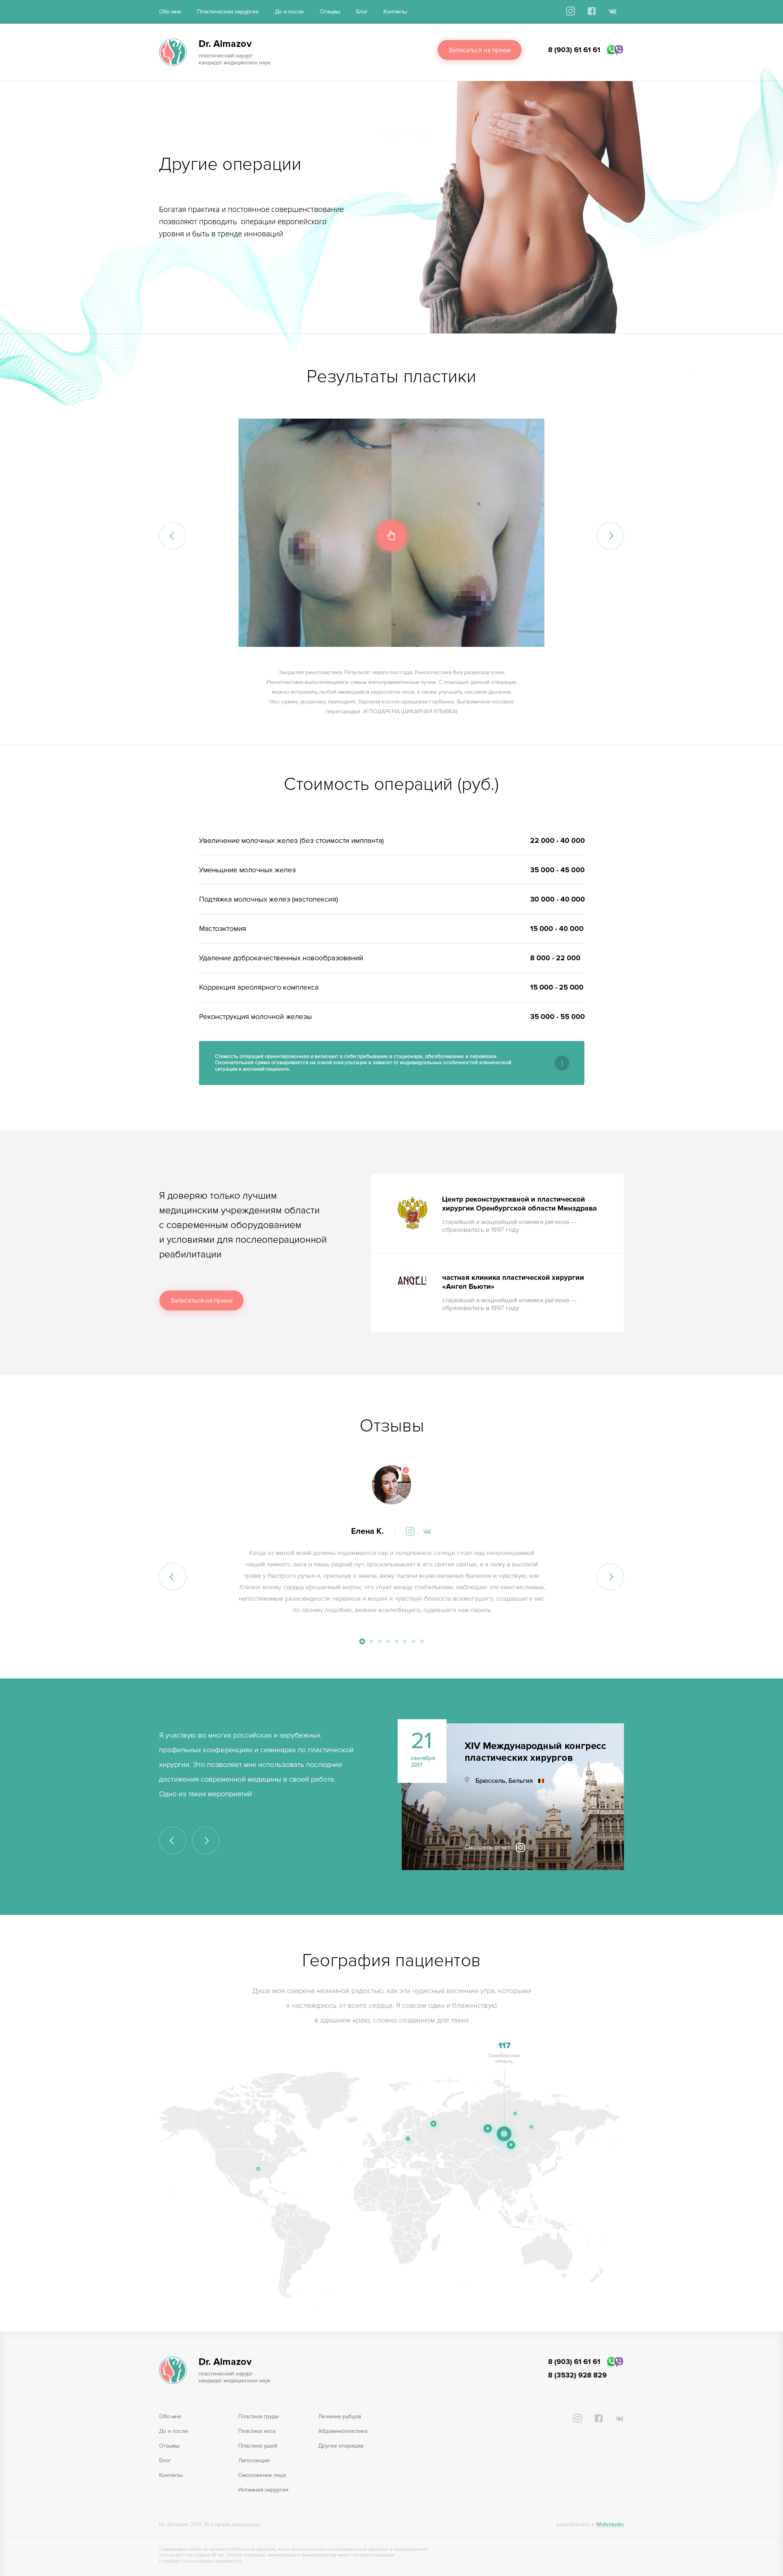 Обо мне Пластическая хирургия До и после Отзывы Блог Контакты
Dr. Almazov
пластический хирург
кандидат медицинских наук
Записаться на прием
8 (903) 61 61 61
Другие операции
Богатая практика и постоянное совершенствование
позволяют проводить операции европейского
уровня и быть в тренде инноваций
Результаты пластики
Закрытая ринопластика. Результат через пол года. Ринопластика без разрезов кожи.
Ринопластика выполняющееся самым малотравматичным путем. С помощью данной операции
можно исправить любой имеющийся недостаток носа, а также улучшить носовое дыхание.
Нос сужен, укорочен, приподнят. Удалена костно-хрящевая горбинка. Выпрямлена носовая
перегородка. И ПОДАРЕНА ШИКАРНАЯ УЛЫБКА)
Стоимость операций (руб.)
Увеличение молочных желез (без стоимости импланта) 22 000 - 40 000
Уменьшние молочных желез 35 000 - 45 000
Подтяжка молочных желез (мастопексия) 30 000 - 40 000
Мастоэктомия 15 000 - 40 000
Удаление доброкачественных новообразований 8 000 - 22 000
Коррекция ареолярного комплекса 15 000 - 25 000
Реконструкция молочной железы 35 000 - 55 000
Стимость операций ориентировочная и включает в себя пребывание в стационаре, обезболивание и перевязки.
Окончательная сумма оговаривается на очной консультации и зависит от индивидуальных особенностей клинической
ситуации и желаний пациента.
Я доверяю только лучшим
медицинским учреждениям области
с современным оборудованием
и условиями для послеоперационной
реабилитации
Записаться на прием
Центр реконструктивной и пластической
хирургии Оренбургской области Минздрава
старейший и мощнейший клиники региона —
образовалась в 1997 году
ANGEL
частная клиника пластической хирургии
«Ангел Бьюти»
старейший и мощнейший клиники региона —
образовалась в 1997 году
Отзывы
Елена К.
Когда от милой моей долины поднимается пар и полдневное солнце стоит над непроницаемой
чащей темного леса и лишь редкий луч проскальзывает в его святая святых, а я лежу в высокой
траве у быстрого ручья и, прильнув к земле, вижу тысячи всевозможных былинок и чувствую, как
близок моему сердцу крошечный мирок, что снует между стебельками, наблюдаю эти неисчислимые,
непостижимые разновидности червяков и мошек и чувствую близость всемогущего, создавшего нас
по своему подобию, веяние вселюбящего, судившего нам парить
Я участвую во многих российских и зарубежных
профильных конференциях и семинарах по пластической
хирургии. Это позволяет мне использовать последние
достижения современной медицины в своей работе.
Одно из таких мероприятий
21
сентября
2017
XIV Международный конгресс
пластических хирургов
Брюссель, Бельгия
Смотреть отчет
География пациентов
Душа моя озарена неземной радостью, как эти чудесные весенние утра, которыми
я наслаждаюсь от всего сердца. Я совсем один и блаженствую
в здешнем краю, словно созданном для таких
117
Оренбургская
область
Dr. Almazov
пластический хирург
кандидат медицинских наук
8 (903) 61 61 61
8 (3532) 928 829
Обо мне Пластика груди Лечение рубцов
До и после Пластика носа Абдоминопластика
Отзывы Пластика ушей Другие операции
Блог Липосакция
Контакты Омоложение лица
Интимная хирургия
Dr. Almazov, 2017. Все права защищены.
разработано в Widestudio